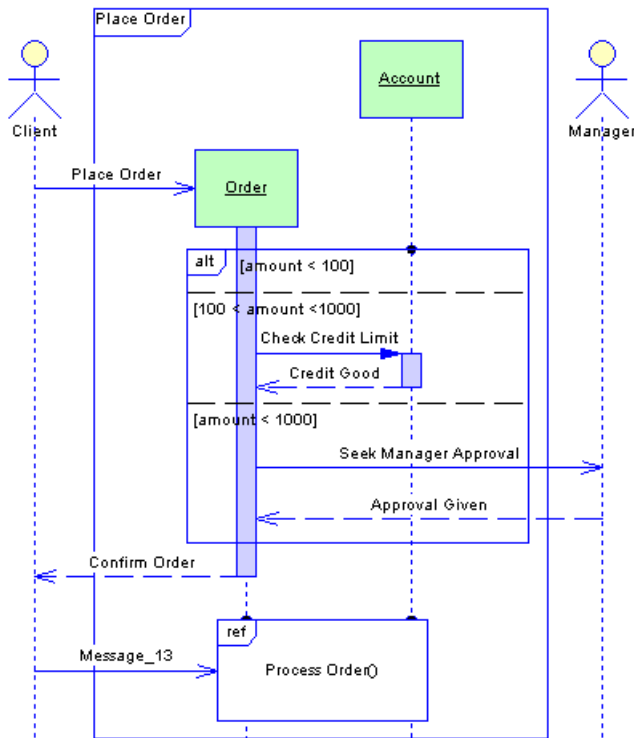 Place Order
Account
Client
Manager
Place Order
Order
alt
[amount < 100]
[100 < amount <1000]
Check Credit Limit
Credit Good
[amount < 1000]
Seek Manager Approval
Approval Given
Confirm Order
ref
Message_13
Process Order()